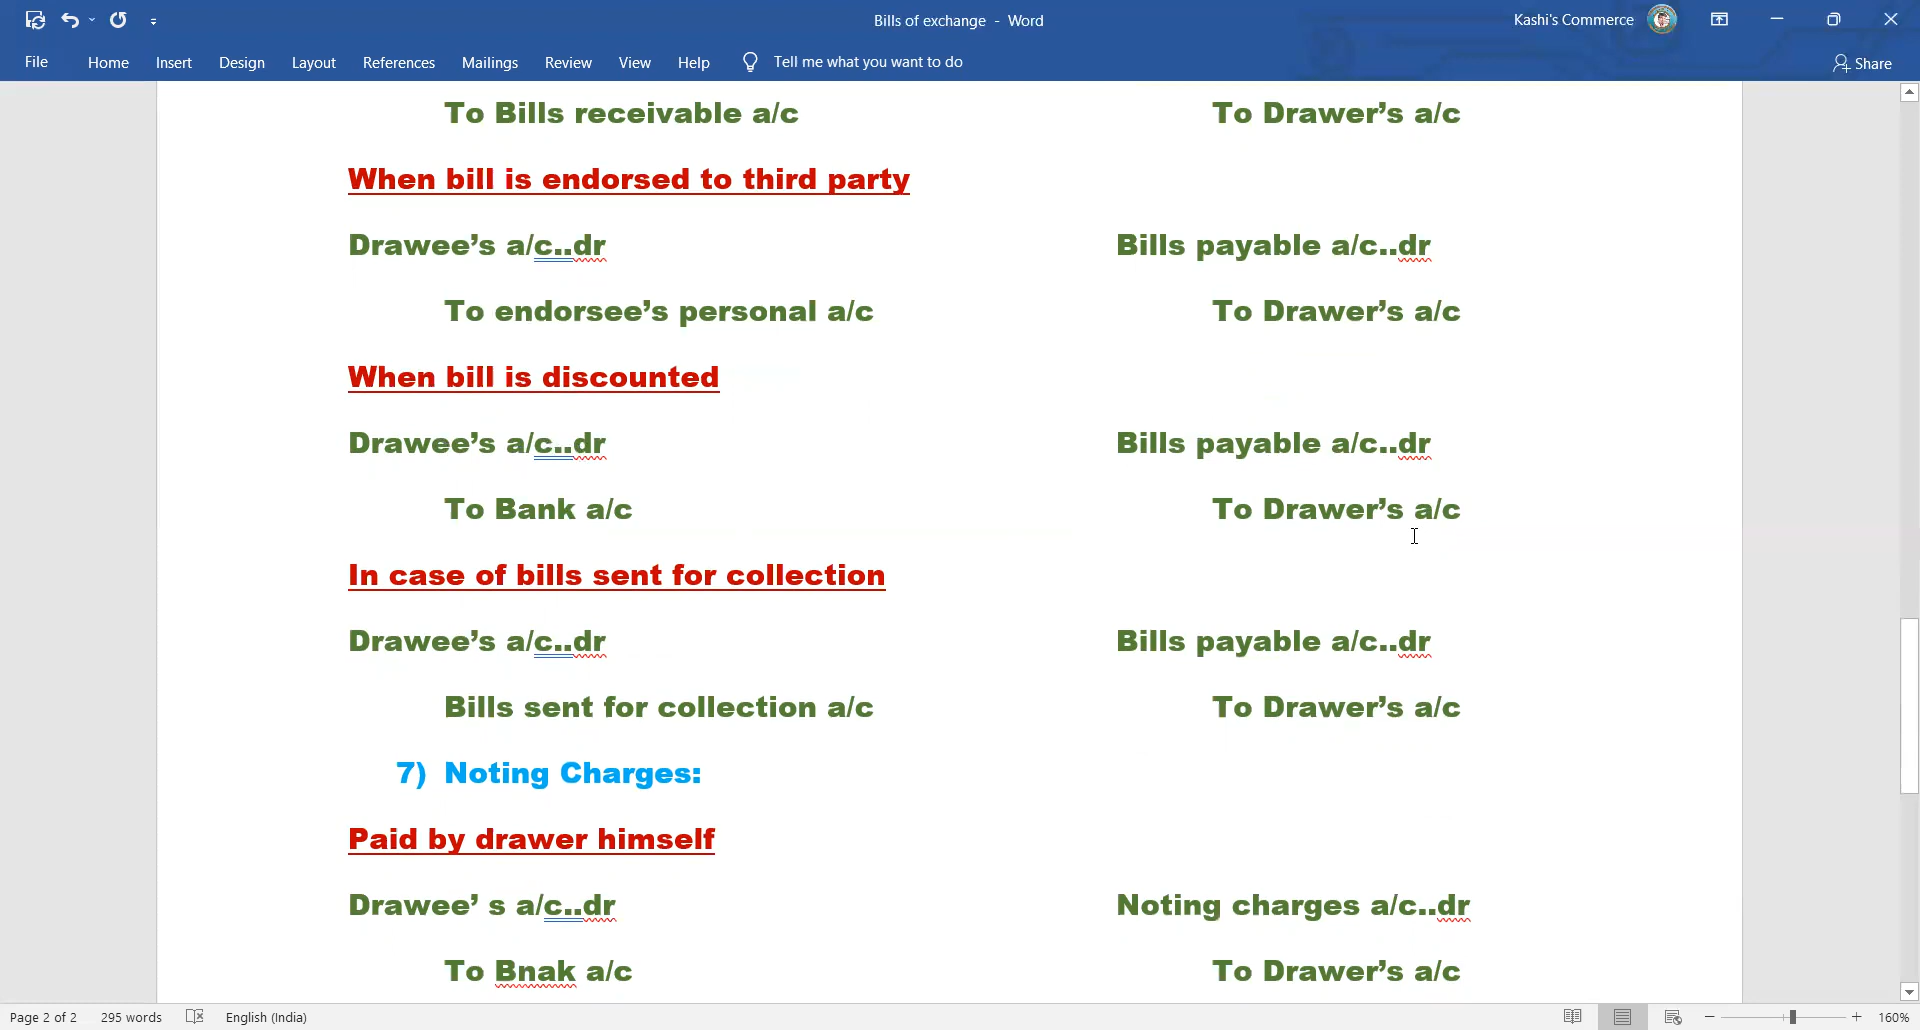 Bills of exchange - Word
Kashi's Commerce
File Home Insert Design Layout References Mailings Review View Help Tell me what you want to do Share
To Bills receivable a/c To Drawer’s a/c
When bill is endorsed to third party
Drawee’s a/c..dr Bills payable a/c..dr
To endorsee’s personal a/c To Drawer’s a/c
When bill is discounted
Drawee’s a/c..dr Bills payable a/c..dr
To Bank a/c To Drawer’s a/c
In case of bills sent for collection
Drawee’s a/c..dr Bills payable a/c..dr
Bills sent for collection a/c To Drawer’s a/c
7) Noting Charges:
Paid by drawer himself
Drawee’ s a/c..dr Noting charges a/c..dr
To Bnak a/c To Drawer’s a/c
Page 2 of 2 295 words English (India) 160%